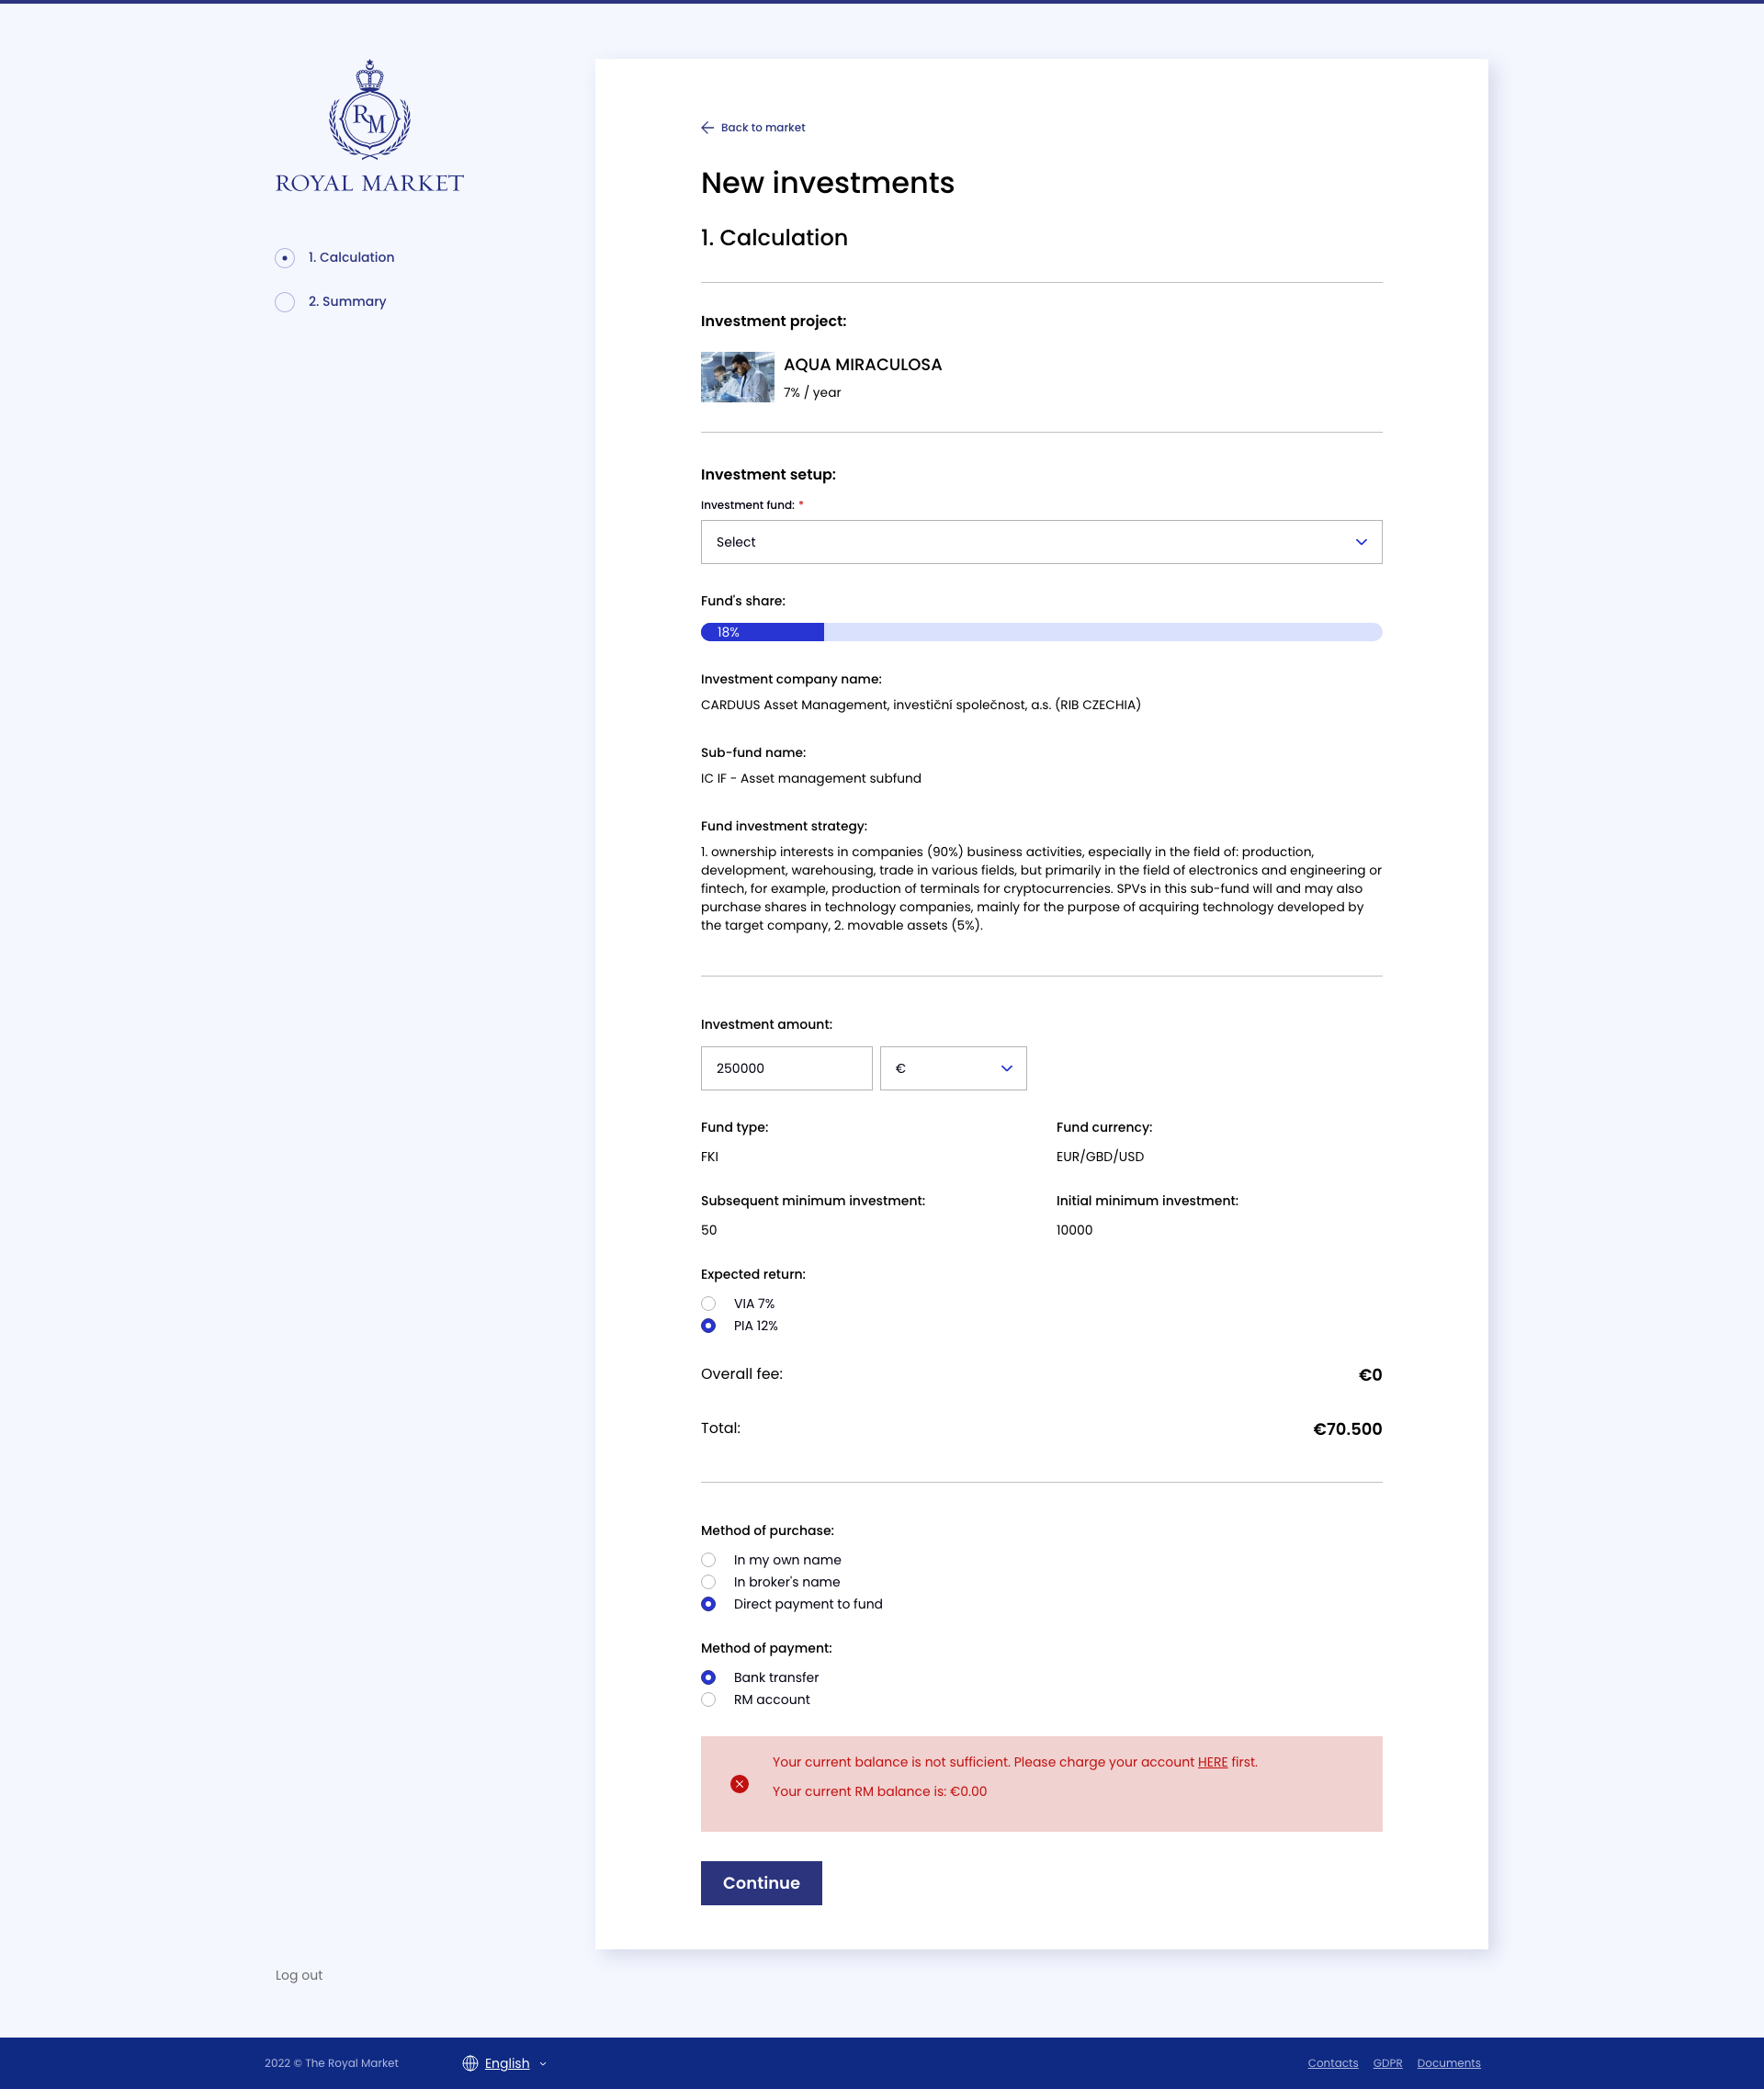 RM
ROYAL MARKET
1. Calculation
2. Summary
Back to market
New investments
1. Calculation
Investment project:
AQUA MIRACULOSA
7% / year
Investment setup:
Investment fund: *
Select
Fund's share:
18%
Investment company name:
CARDUUS Asset Management, investiční společnost, a.s. (RIB CZECHIA)
Sub-fund name:
IC IF - Asset management subfund
Fund investment strategy:
1. ownership interests in companies (90%) business activities, especially in the field of: production,
development, warehousing, trade in various fields, but primarily in the field of electronics and engineering or
fintech, for example, production of terminals for cryptocurrencies. SPVs in this sub-fund will and may also
purchase shares in technology companies, mainly for the purpose of acquiring technology developed by
the target company, 2. movable assets (5%).
Investment amount:
250000 €
Fund type: Fund currency:
FKI EUR/GBD/USD
Subsequent minimum investment: Initial minimum investment:
50 10000
Expected return:
VIA 7%
PIA 12%
Overall fee: €0
Total: €70.500
Method of purchase:
In my own name
In broker's name
Direct payment to fund
Method of payment:
Bank transfer
RM account
Your current balance is not sufficient. Please charge your account HERE first.
Your current RM balance is: €0.00
Continue
Log out
2022 © The Royal Market English Contacts GDPR Documents